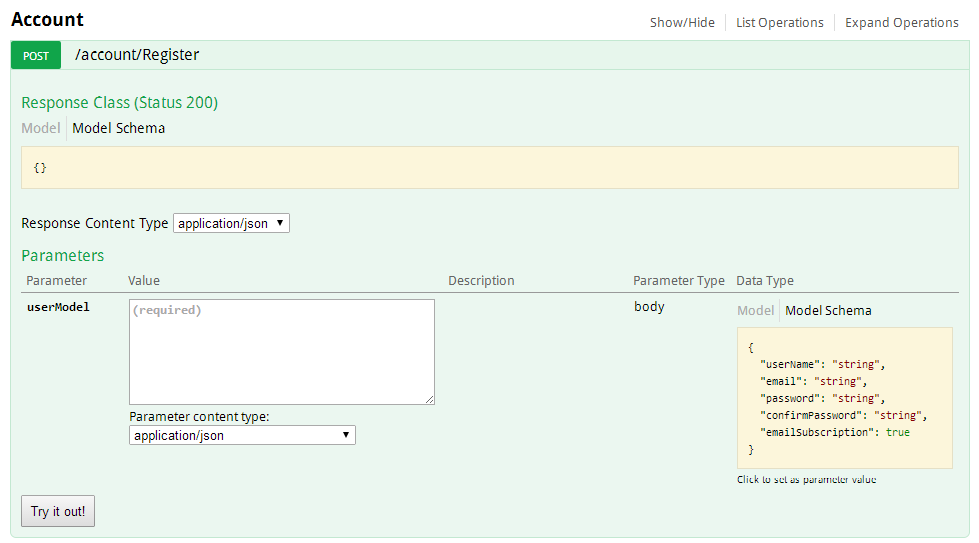 Account
Show/Hide List Operations Expand Operations
POST /account/Register
Response Class (Status 200)
Model Model Schema
{}
Response Content Type application/json
Parameters
Parameter Value Description Parameter Type Data Type
userModel (required) body Model Model Schema
{
"userName": "string",
"email": "string",
"password": "string",
"confirmPassword": "string",
"emailSubscription": true
}
Parameter content type:
application/json
Click to set as parameter value
Try it out!